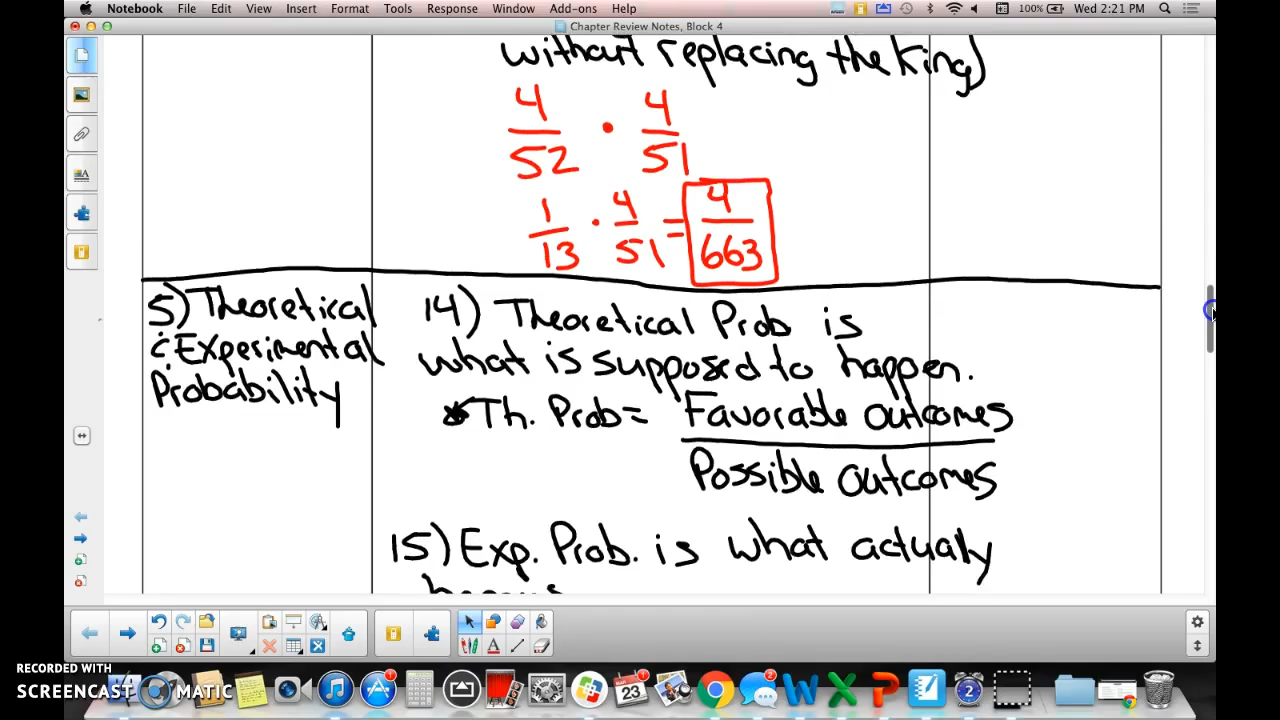 Notebook File Edit View Insert Format Tools Response Window Add-ons Help 100% Wed 2:21 PM
Chapter Review Notes, Block 4
without replacing the King)
4/52 • 4/51
1/13 • 4/51 = 4/663
5) Theoretical
& Experimental
Probability
14) Theoretical Prob is
what is supposed to happen.
*Th. Prob = Favorable outcomes
Possible outcomes
15) Exp. Prob. is what actually
RECORDED WITH
SCREENCAST MATIC